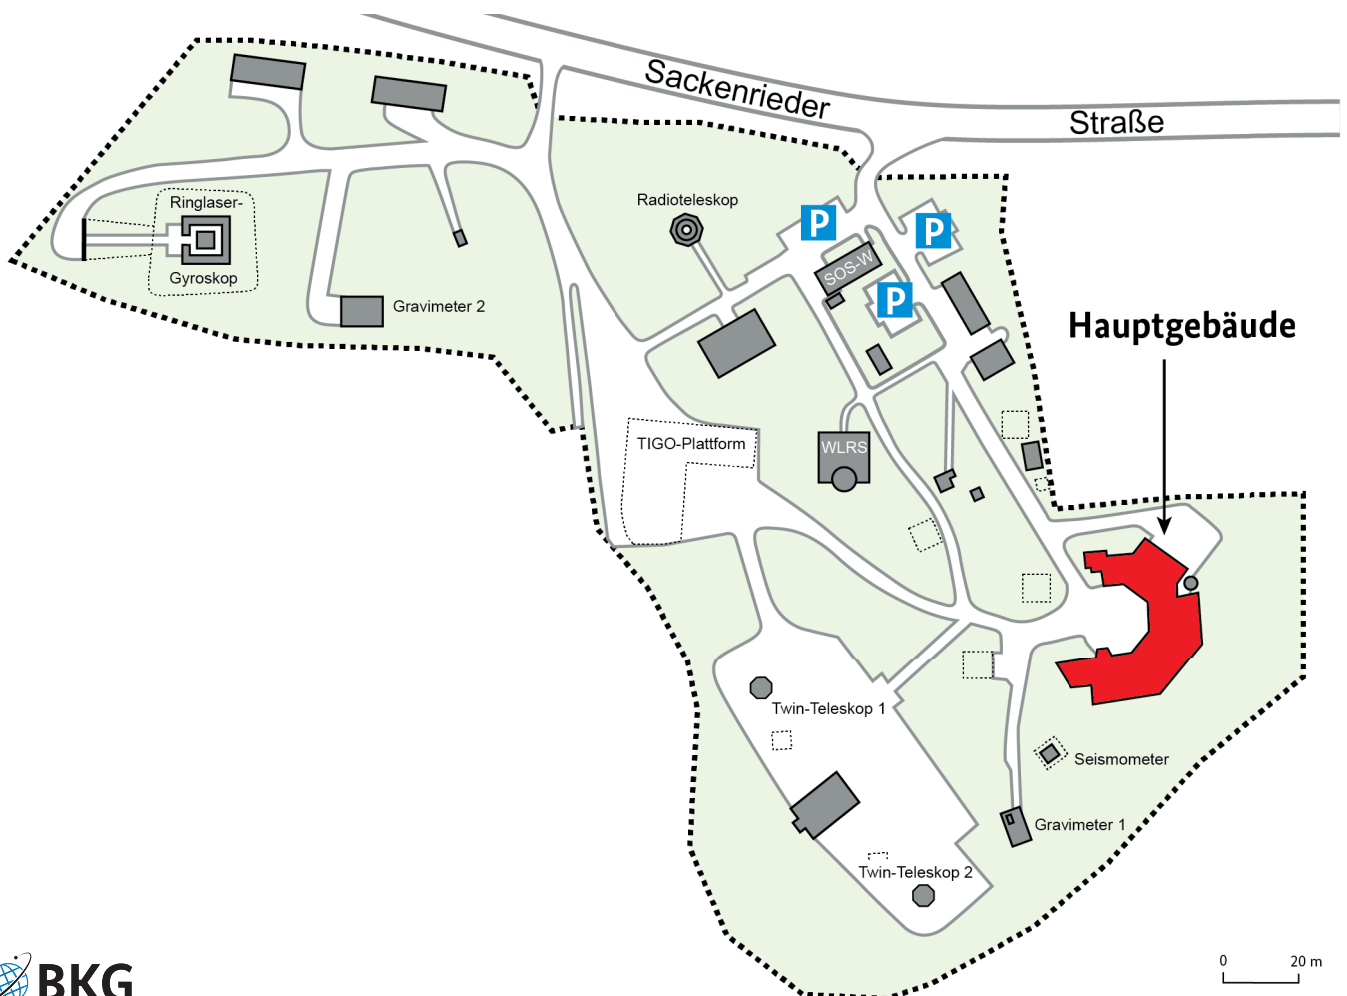 Sackenrieder
Straße
Ringlaser-
Gyroskop
Radioteleskop
P
P
SOS-W
P
Gravimeter 2
Hauptgebäude
TIGO-Plattform
WLRS
Twin-Teleskop 1
Seismometer
Gravimeter 1
Twin-Teleskop 2
0 20 m
BKG